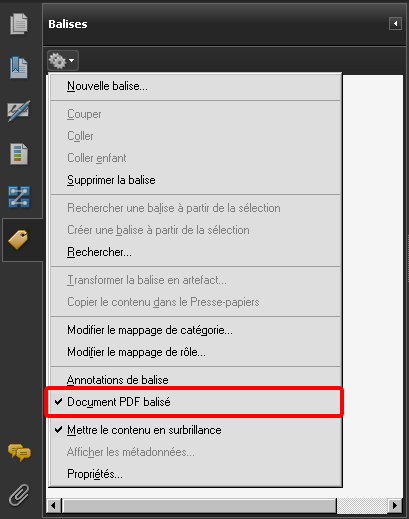 Balises
Nouvelle balise...
Couper
Coller
Coller enfant
Supprimer la balise
Rechercher une balise à partir de la sélection
Créer une balise à partir de la sélection
Rechercher...
Transformer la balise en artefact...
Copier le contenu dans le Presse-papiers
Modifier le mappage de catégorie...
Modifier le mappage de rôle...
Annotations de balise
Document PDF balisé
Mettre le contenu en surbrillance
Afficher les métadonnées...
Propriétés...